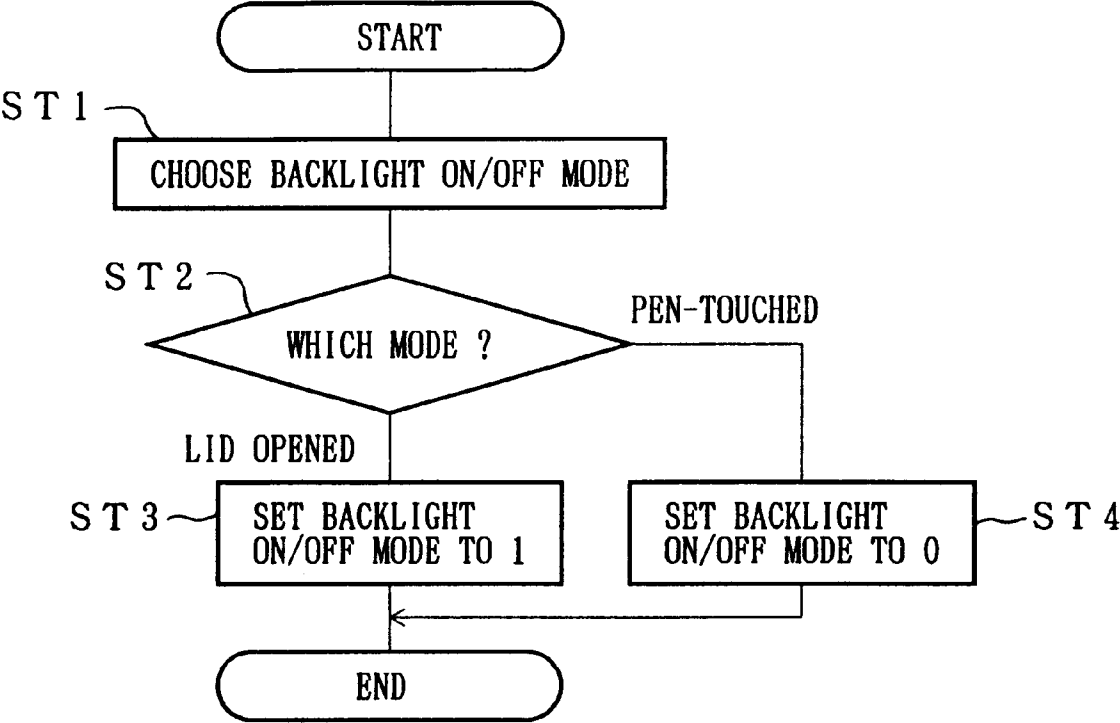 START
ST1
CHOOSE BACKLIGHT ON/OFF MODE
ST2
PEN-TOUCHED
WHICH MODE ?
LID OPENED
ST3
SET BACKLIGHT
ON/OFF MODE TO 1
SET BACKLIGHT
ON/OFF MODE TO 0
ST4
END